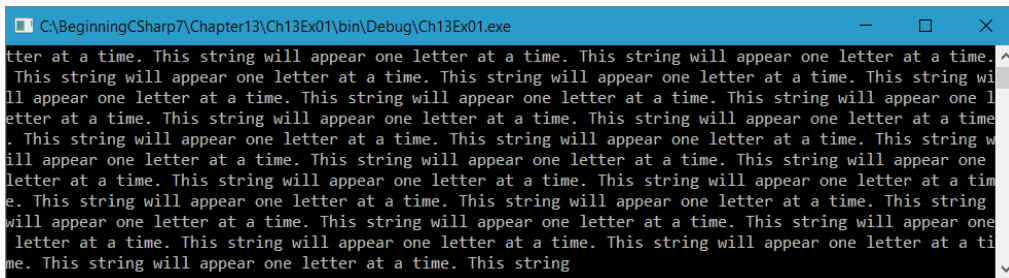 C:\BeginningCSharp7\Chapter13\Ch13Ex01\bin\Debug\Ch13Ex01.exe
tter at a time. This string will appear one letter at a time. This string will appear one letter at a time.
 This string will appear one letter at a time. This string will appear one letter at a time. This string wi
ll appear one letter at a time. This string will appear one letter at a time. This string will appear one l
etter at a time. This string will appear one letter at a time. This string will appear one letter at a time
. This string will appear one letter at a time. This string will appear one letter at a time. This string w
ill appear one letter at a time. This string will appear one letter at a time. This string will appear one
letter at a time. This string will appear one letter at a time. This string will appear one letter at a tim
e. This string will appear one letter at a time. This string will appear one letter at a time. This string
will appear one letter at a time. This string will appear one letter at a time. This string will appear one
 letter at a time. This string will appear one letter at a time. This string will appear one letter at a ti
me. This string will appear one letter at a time. This string